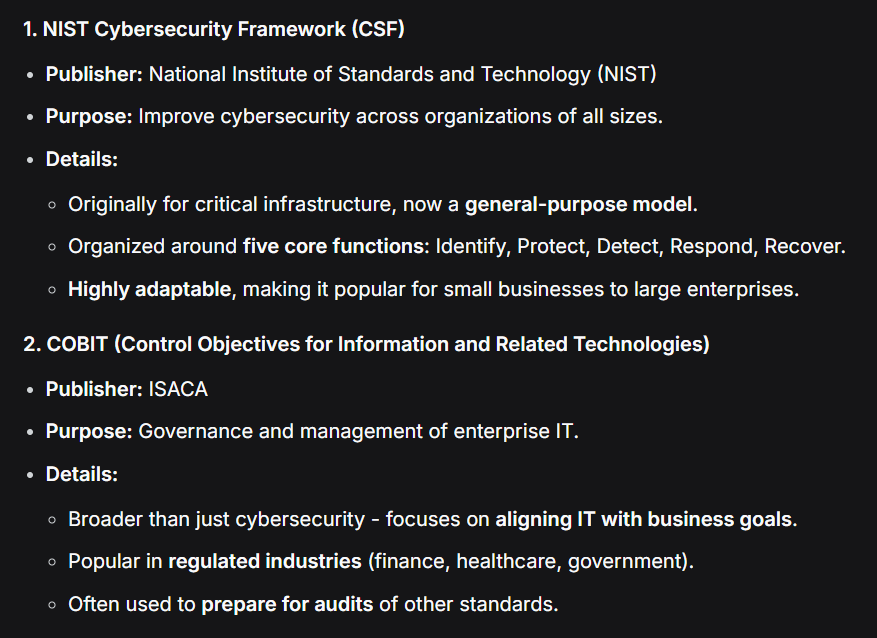 1. NIST Cybersecurity Framework (CSF)
• Publisher: National Institute of Standards and Technology (NIST)
• Purpose: Improve cybersecurity across organizations of all sizes.
• Details:
◦ Originally for critical infrastructure, now a general-purpose model.
◦ Organized around five core functions: Identify, Protect, Detect, Respond, Recover.
◦ Highly adaptable, making it popular for small businesses to large enterprises.
2. COBIT (Control Objectives for Information and Related Technologies)
• Publisher: ISACA
• Purpose: Governance and management of enterprise IT.
• Details:
◦ Broader than just cybersecurity - focuses on aligning IT with business goals.
◦ Popular in regulated industries (finance, healthcare, government).
◦ Often used to prepare for audits of other standards.